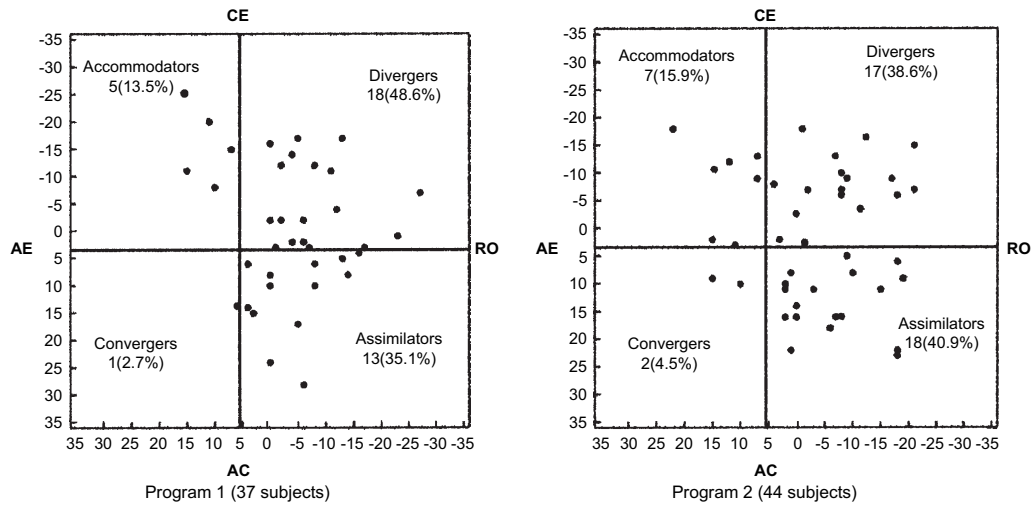 CE
-35
-30
-25
-20
-15
-10
-5
0
5
10
15
20
25
30
35
Accommodators
5(13.5%)
Divergers
18(48.6%)
AE
RO
Convergers
1(2.7%)
Assimilators
13(35.1%)
35 30 25 20 15 10 5 0 -5 -10 -15 -20 -25 -30 -35
AC
Program 1 (37 subjects)
CE
-35
-30
-25
-20
-15
-10
-5
0
5
10
15
20
25
30
35
Accommodators
7(15.9%)
Divergers
17(38.6%)
AE
RO
Convergers
2(4.5%)
Assimilators
18(40.9%)
35 30 25 20 15 10 5 0 -5 -10 -15 -20 -25 -30 -35
AC
Program 2 (44 subjects)